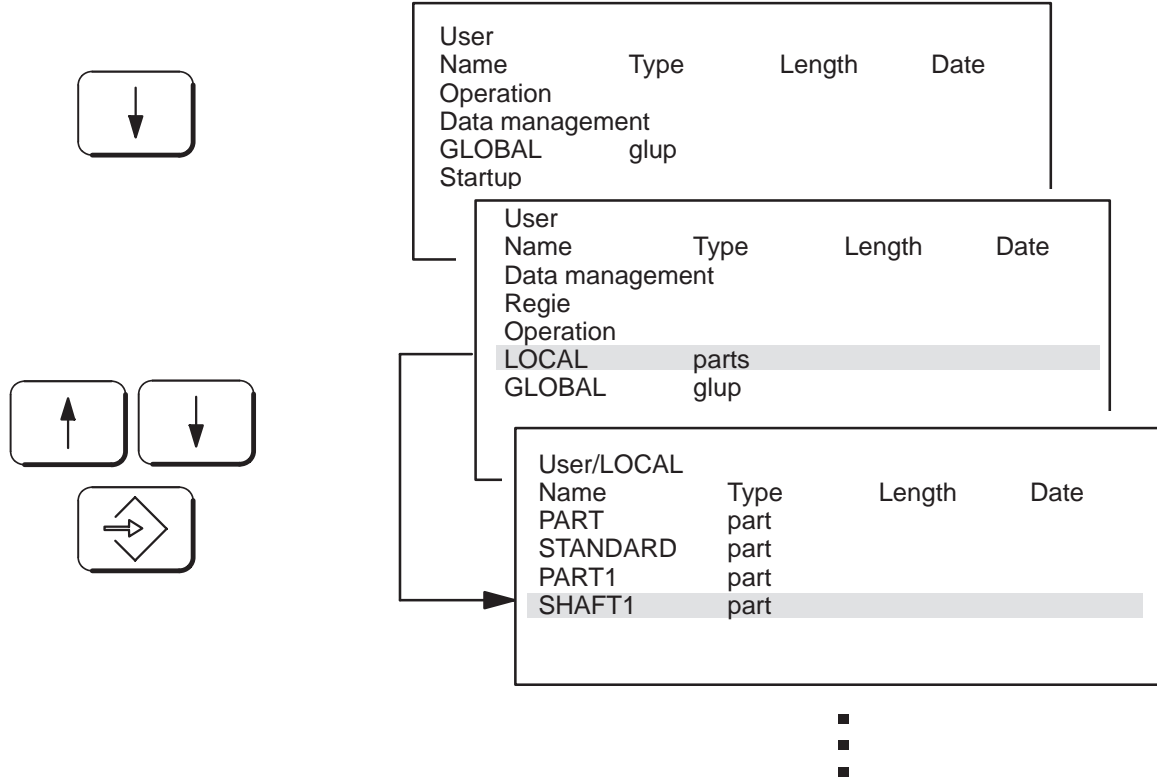 User
Name Type Length Date
Operation
Data management
GLOBAL glup
Startup
User
Name Type Length Date
Data management
Regie
Operation
LOCAL parts
GLOBAL glup
User/LOCAL
Name Type Length Date
PART part
STANDARD part
PART1 part
SHAFT1 part